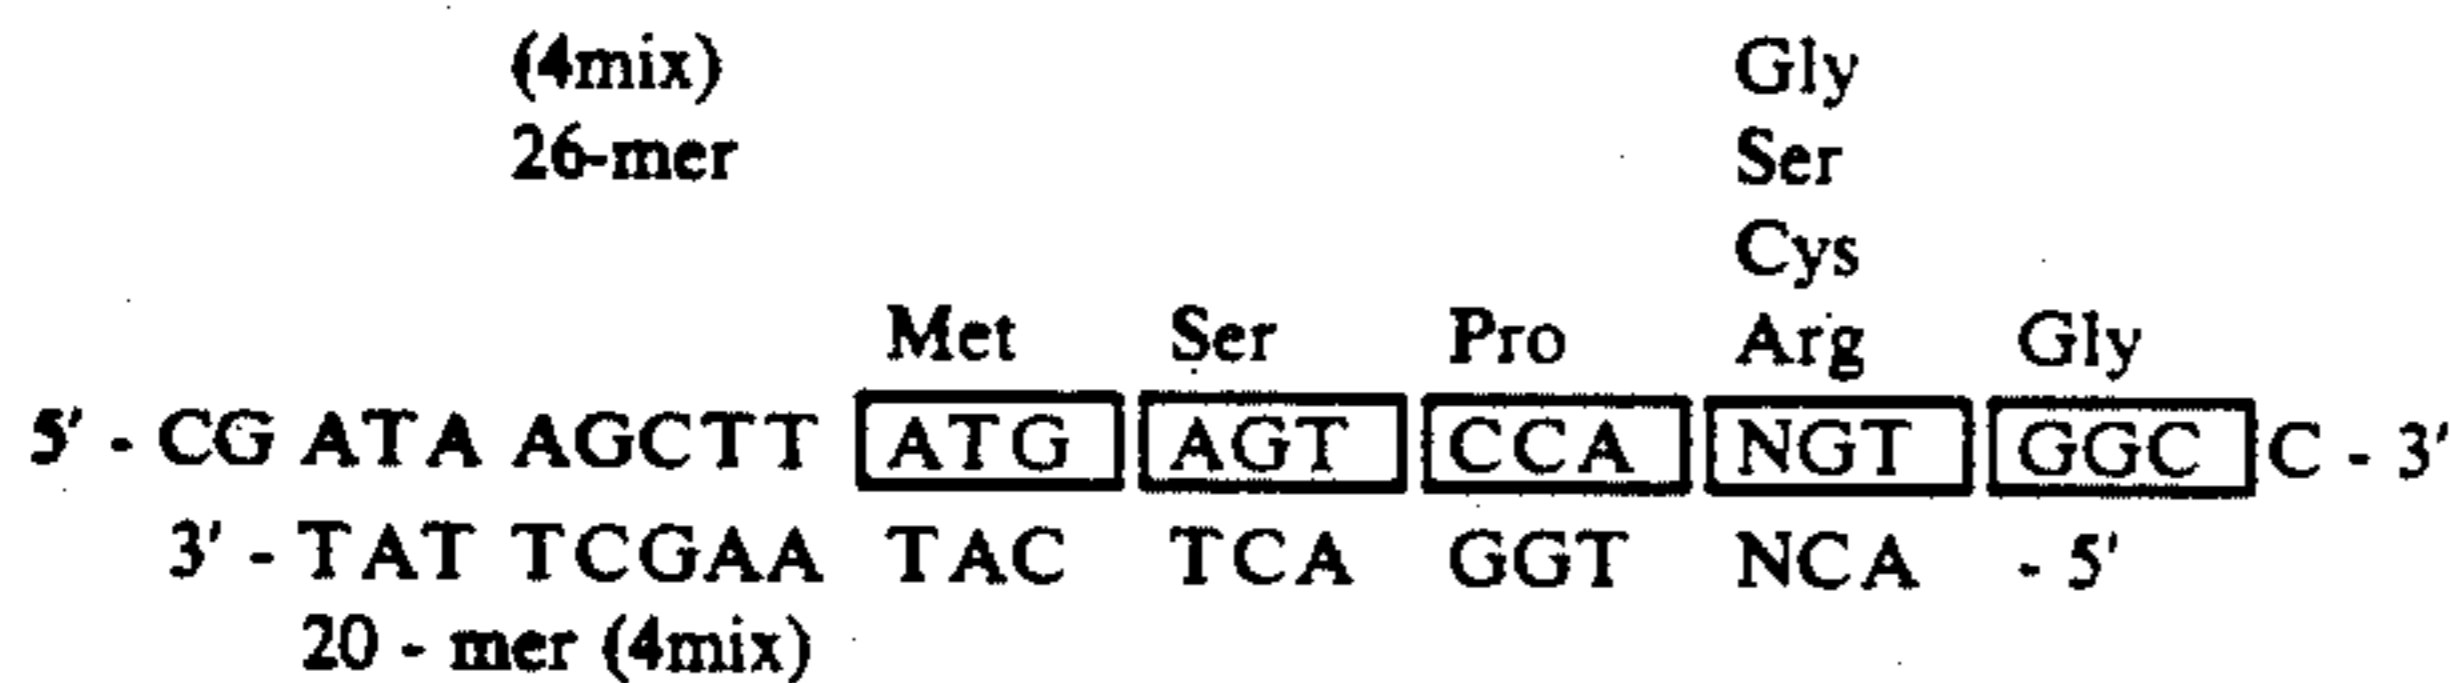 (4mix)
26-mer
Gly
Ser
Cys
Met Ser Pro Arg Gly
5' - CG ATA AGCTT ATG AGT CCA NGT GGC C - 3'
3' - TAT TCGAA TAC TCA GGT NCA - 5'
20 - mer (4mix)